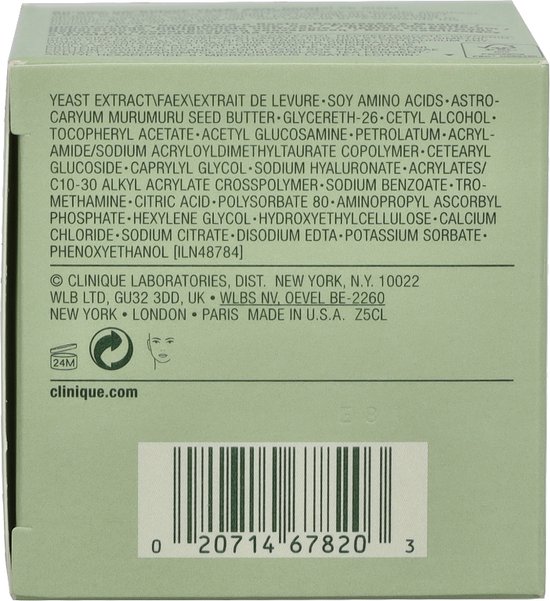 YEAST EXTRACT\FAEX\EXTRAIT DE LEVURE•SOY AMINO ACIDS•ASTRO-
CARYUM MURUMURU SEED BUTTER•GLYCERETH-26•CETYL ALCOHOL•
TOCOPHERYL ACETATE•ACETYL GLUCOSAMINE•PETROLATUM•ACRYL-
AMIDE/SODIUM ACRYLOYLDIMETHYLTAURATE COPOLYMER•CETEARYL
GLUCOSIDE•CAPRYLYL GLYCOL•SODIUM HYALURONATE•ACRYLATES/
C10-30 ALKYL ACRYLATE CROSSPOLYMER•SODIUM BENZOATE•TRO-
METHAMINE•CITRIC ACID•POLYSORBATE 80•AMINOPROPYL ASCORBYL
PHOSPHATE•HEXYLENE GLYCOL•HYDROXYETHYLCELLULOSE•CALCIUM
CHLORIDE•SODIUM CITRATE•DISODIUM EDTA•POTASSIUM SORBATE•
PHENOXYETHANOL [ILN48784]
© CLINIQUE LABORATORIES, DIST. NEW YORK, N.Y. 10022
WLB LTD, GU32 3DD, UK • WLBS NV, OEVEL BE-2260
NEW YORK • LONDON • PARIS MADE IN U.S.A. Z5CL
24M
clinique.com
0 20714 67820 3